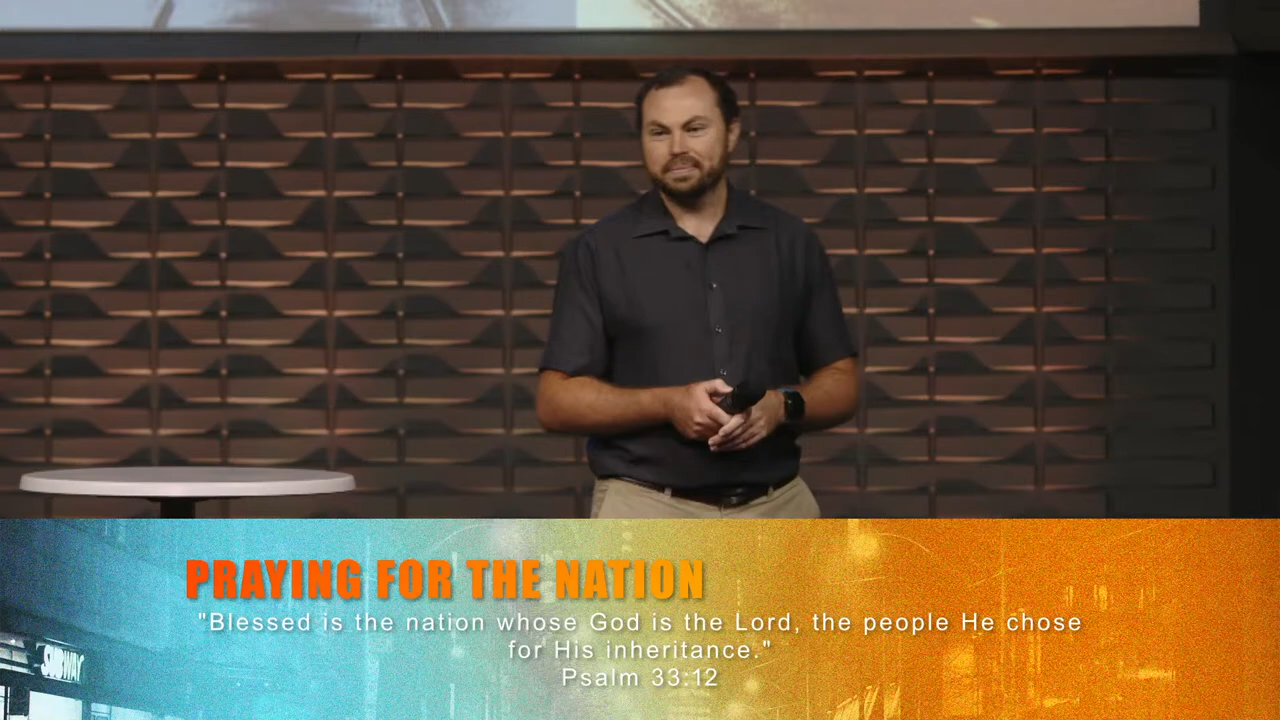 PRAYING FOR THE NATION
"Blessed is the nation whose God is the Lord, the people He chose
for His inheritance."
Psalm 33:12
SUBWAY